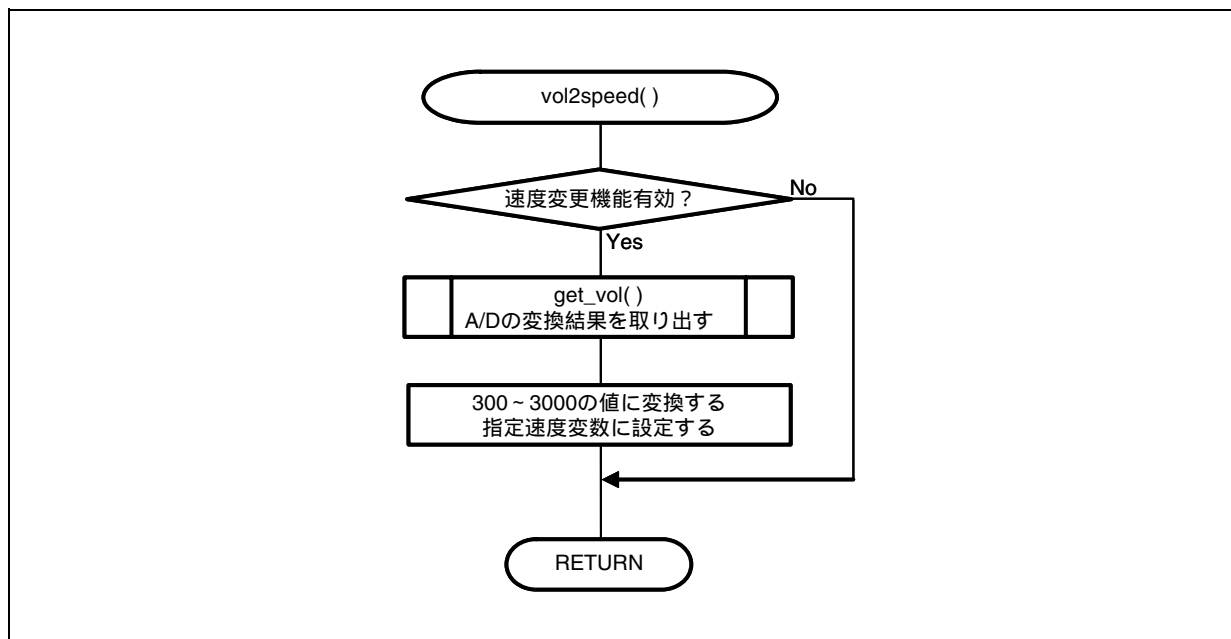 vol2speed( )
速度変更機能有効？
No
Yes
get_vol( )
A/Dの変換結果を取り出す
300 ~ 3000の値に変換する
指定速度変数に設定する
RETURN